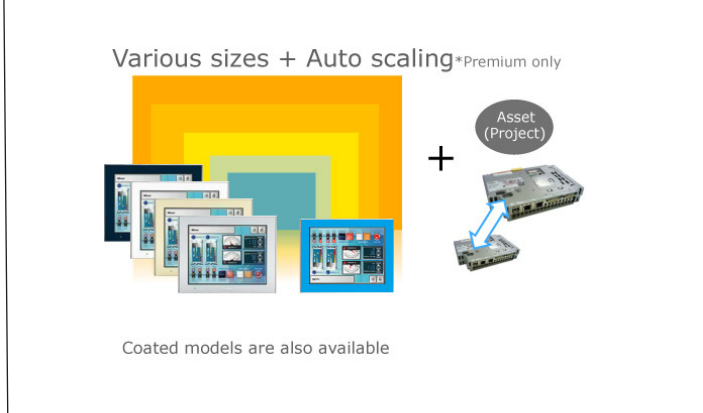 Various sizes + Auto scaling*Premium only
Asset
(Project)
+
Coated models are also available